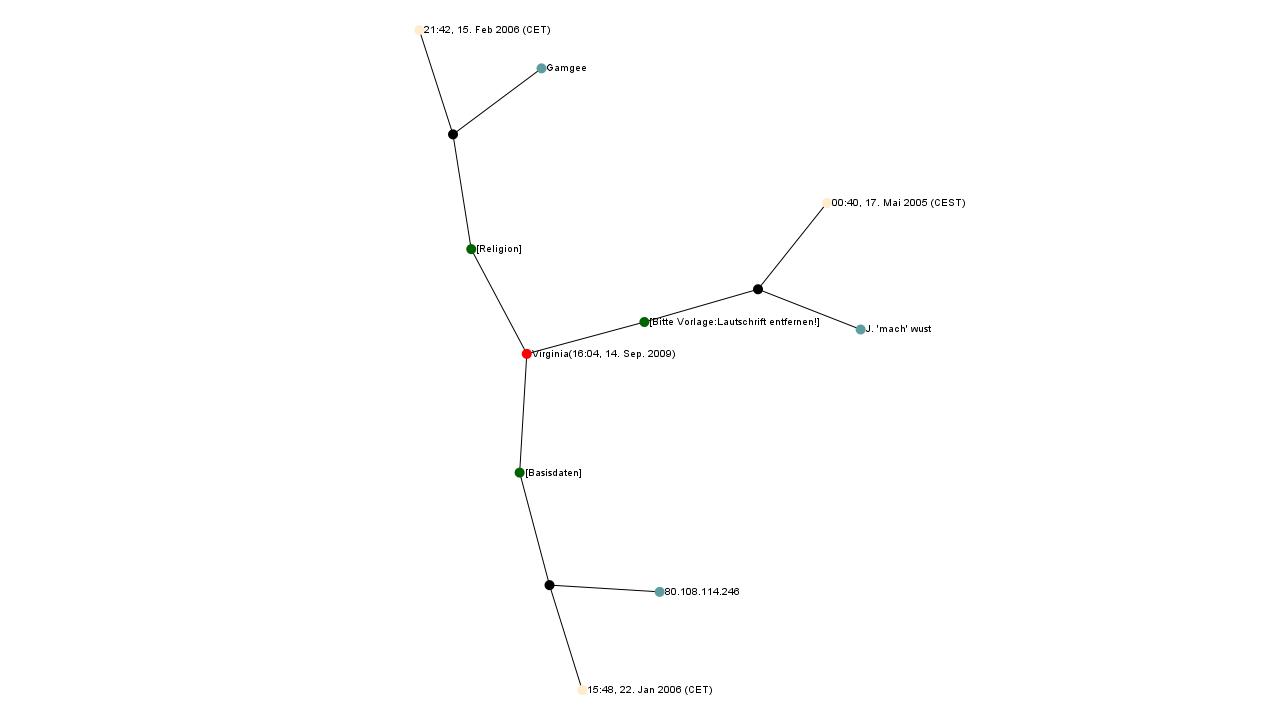 21:42, 15. Feb 2006 (CET)
Gamgee
00:40, 17. Mai 2005 (CEST)
[Religion]
[Bitte Vorlage:Lautschrift entfernen!]
J. 'mach' wust
Virginia(16:04, 14. Sep. 2009)
[Basisdaten]
80.108.114.246
15:48, 22. Jan 2006 (CET)